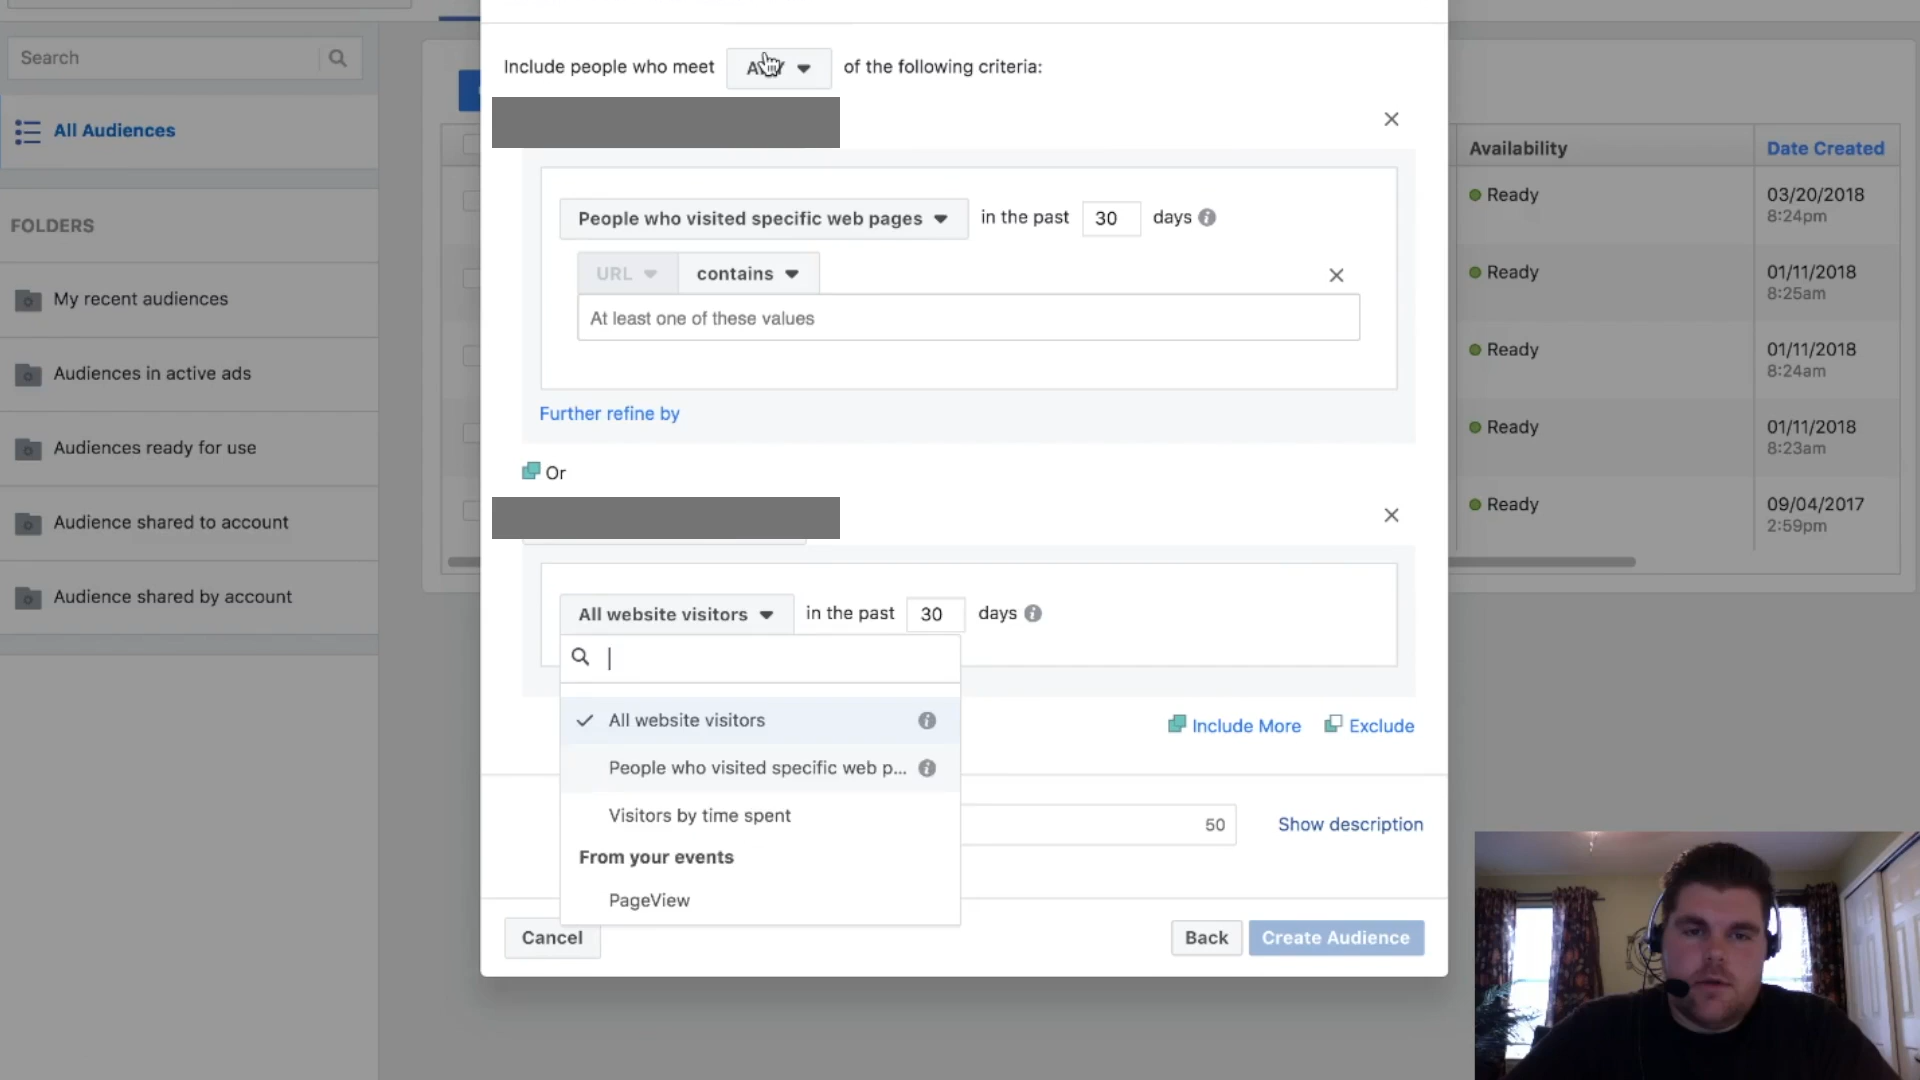 Search
All Audiences
FOLDERS
My recent audiences
Audiences in active ads
Audiences ready for use
Audience shared to account
Audience shared by account
Include people who meet of the following criteria:
People who visited specific web pages in the past 30 days
URL contains
At least one of these values
Further refine by
Or
All website visitors in the past 30 days
All website visitors
People who visited specific web p...
Visitors by time spent
From your events
PageView
Include More Exclude
50 Show description
Cancel Back Create Audience
Availability Date Created
Ready 03/20/2018
8:24pm
Ready 01/11/2018
8:25am
Ready 01/11/2018
8:24am
Ready 01/11/2018
8:23am
Ready 09/04/2017
2:59pm